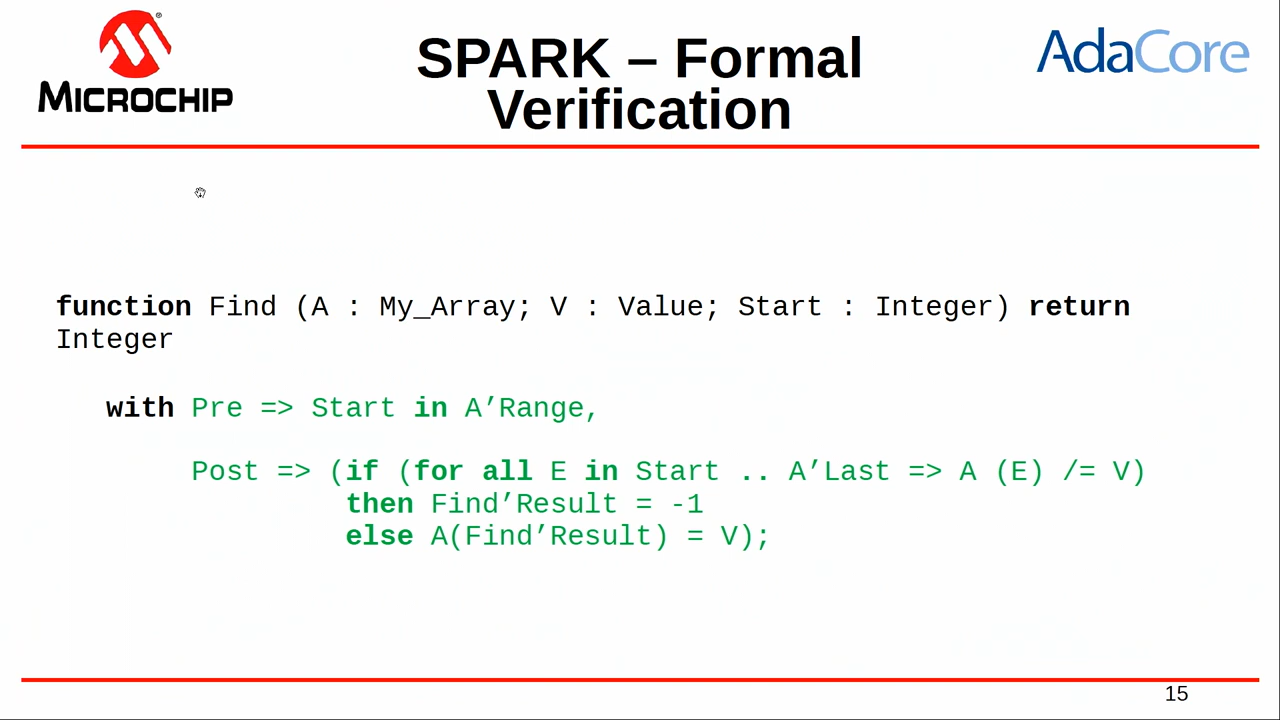 MICROCHIP
SPARK – Formal
Verification
AdaCore
function Find (A : My_Array; V : Value; Start : Integer) return
Integer
with Pre => Start in A’Range,
Post => (if (for all E in Start .. A’Last => A (E) /= V)
then Find’Result = -1
else A(Find’Result) = V);
15